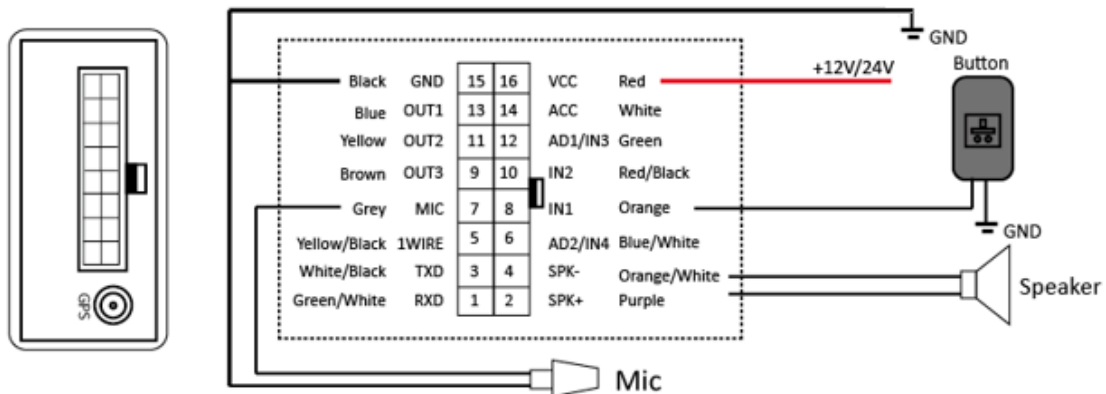 GND
+12V/24V
Button
Black GND 15 16 VCC Red
Blue OUT1 13 14 ACC White
Yellow OUT2 11 12 AD1/IN3 Green
Brown OUT3 9 10 IN2 Red/Black
Grey MIC 7 8 IN1 Orange
GND
Yellow/Black 1WIRE 5 6 AD2/IN4 Blue/White
White/Black TXD 3 4 SPK- Orange/White
Green/White RXD 1 2 SPK+ Purple
Speaker
GPS
Mic